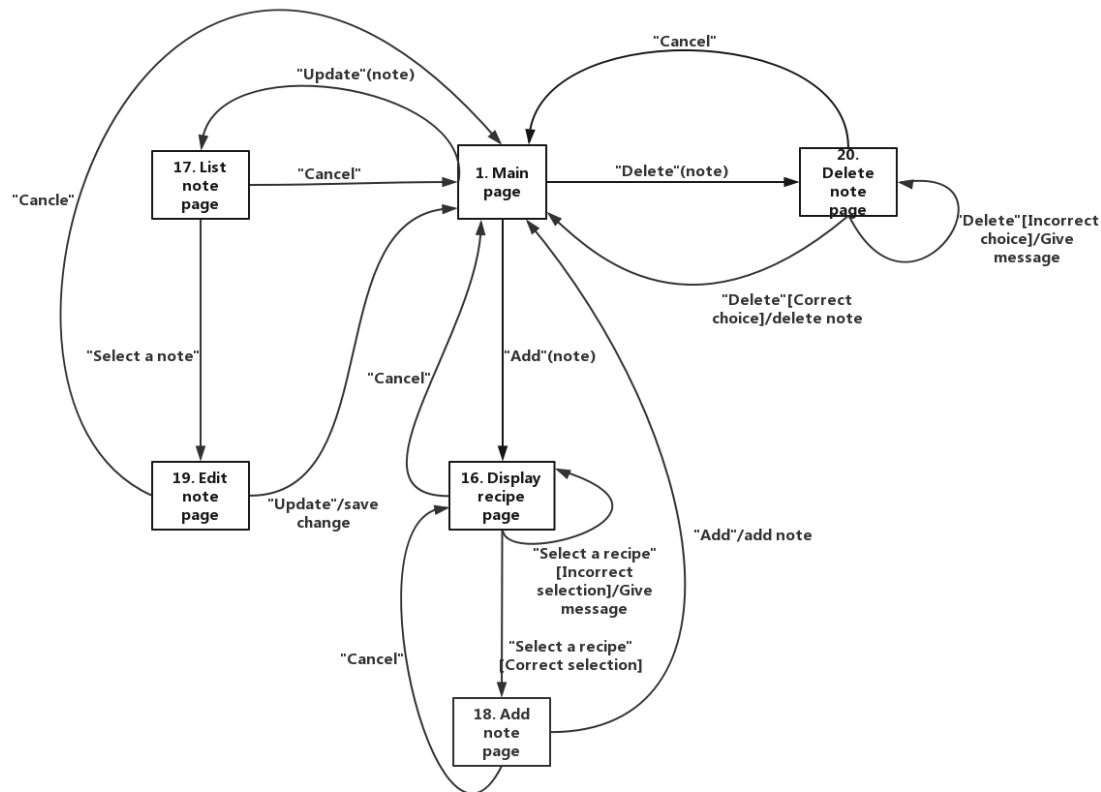 "Cancel"
"Update"(note)
17. List
note
page
"Cancel"
1. Main
page
"Delete"(note)
20.
Delete
note
page
"Cancle"
"Delete"[Incorrect
choice]/Give
message
"Delete"[Correct
choice]/delete note
"Select a note"
"Add"(note)
"Cancel"
19. Edit
note
page
"Update"/save
change
16. Display
recipe
page
"Add"/add note
"Select a recipe"
[Incorrect
selection]/Give
message
"Select a recipe"
[Correct selection]
"Cancel"
18. Add
note
page